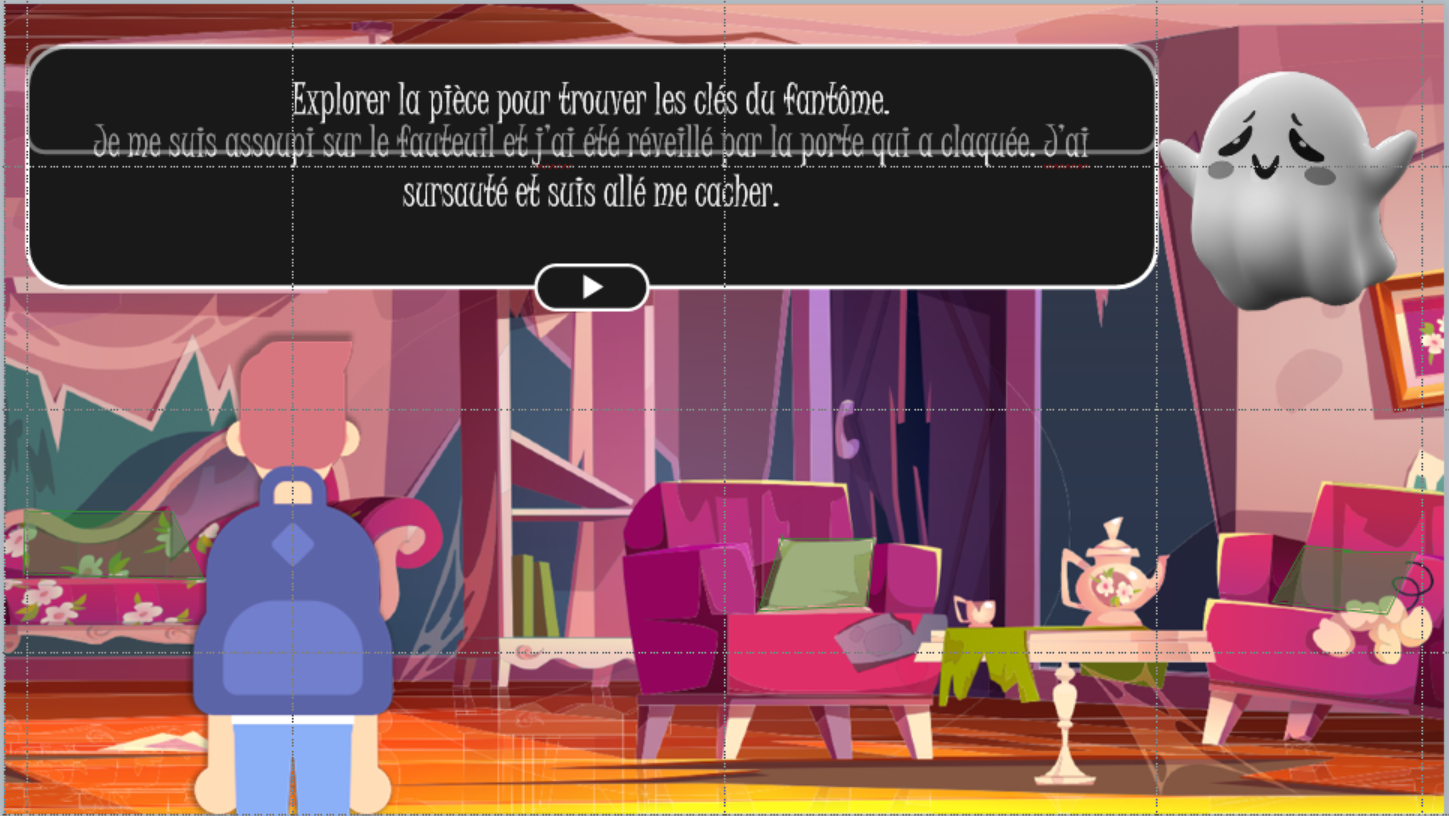 Explorer la pièce pour trouver les clés du fantôme.
Je me suis assoupi sur le fauteuil et j'ai été réveillé par la porte qui a claquée. J'ai
sursauté et suis allé me cacher.